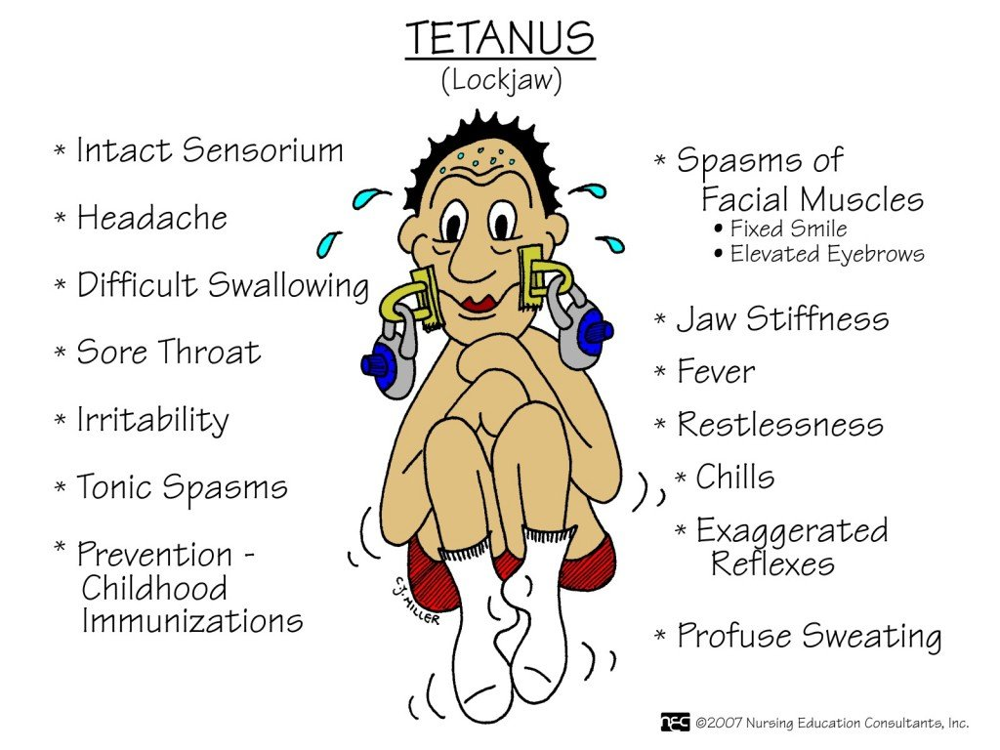 TETANUS
(Lockjaw)
* Intact Sensorium
* Headache
* Difficult Swallowing
* Sore Throat
* Irritability
* Tonic Spasms
* Prevention -
Childhood
Immunizations
* Spasms of
Facial Muscles
• Fixed Smile
• Elevated Eyebrows
* Jaw Stiffness
* Fever
* Restlessness
* Chills
* Exaggerated
Reflexes
* Profuse Sweating
C.J. MILLER
nec ©2007 Nursing Education Consultants, Inc.